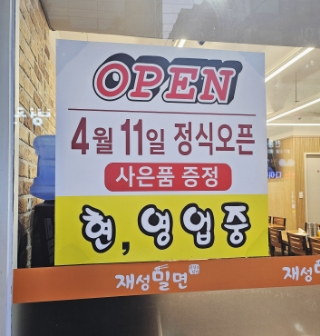 OPEN
4월 11일 정식오픈
사은품 증정
현, 영업중
재성밀면
재성밀